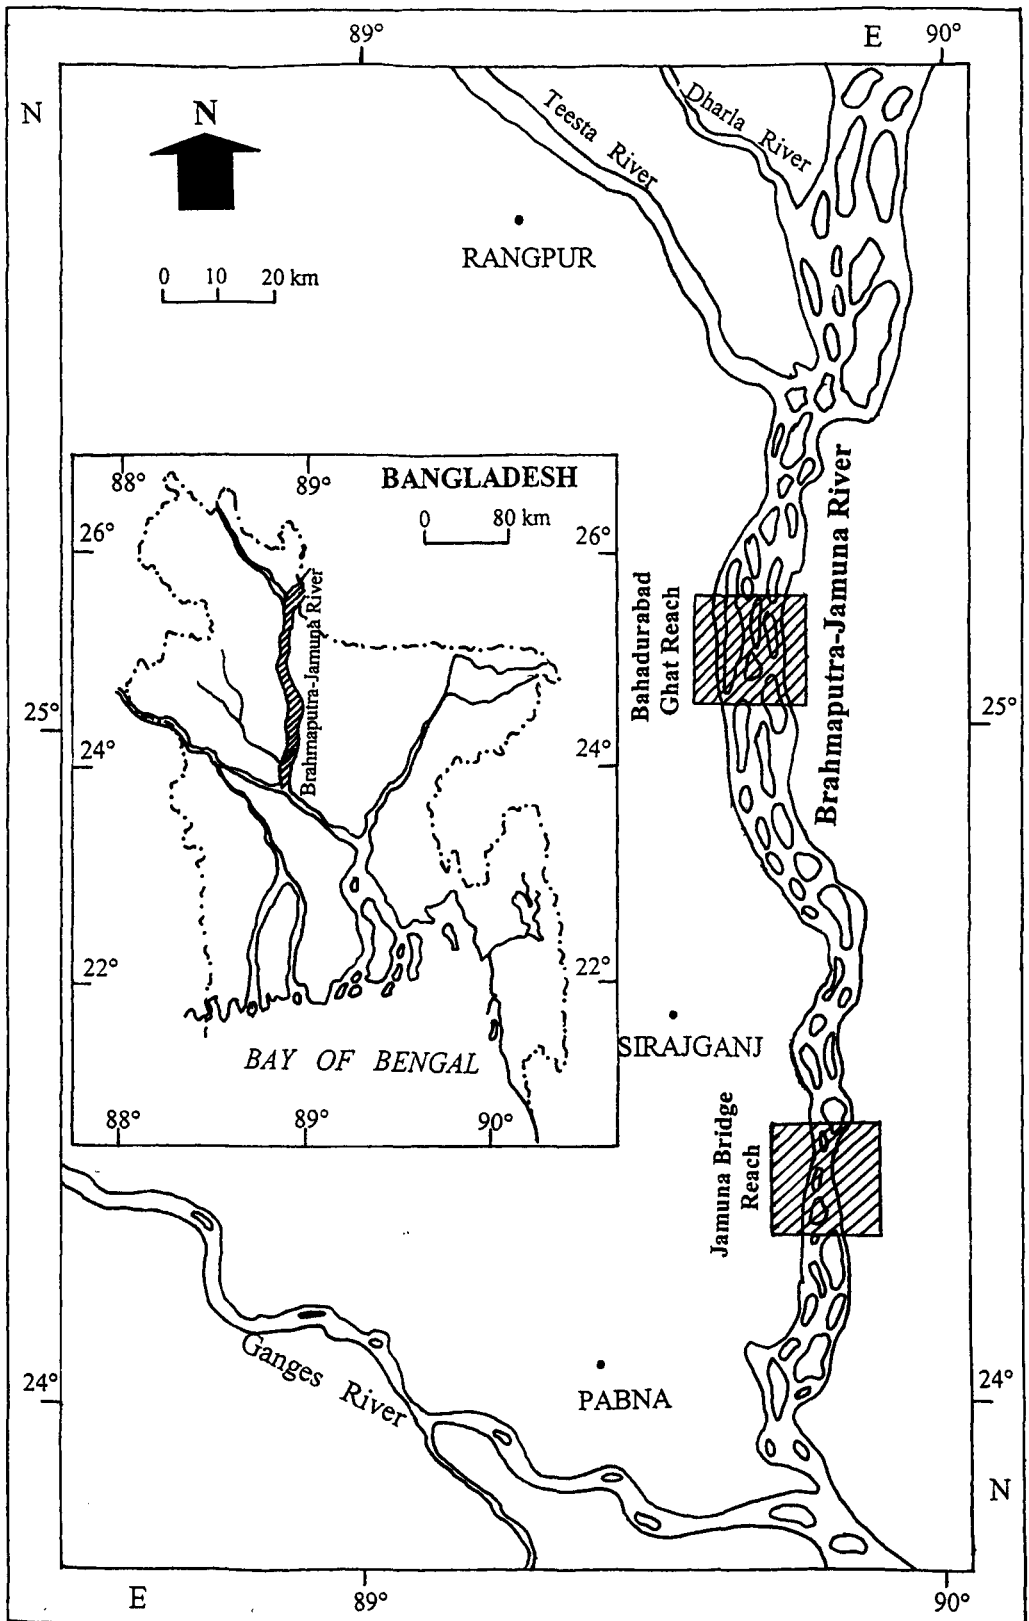 89°
E
90°
N
N
Teesta River
Dharla River
RANGPUR
0 10 20 km
BANGLADESH
88°
89°
0 80 km
26°
26°
Brahmaputra-Jamuna River
24°
24°
22°
22°
BAY OF BENGAL
88°
89°
90°
Bahadurabad
Ghat Reach
Brahmaputra-Jamuna River
25°
25°
SIRAJGANJ
Jamuna Bridge
Reach
Ganges River
PABNA
24°
24°
N
E
89°
90°